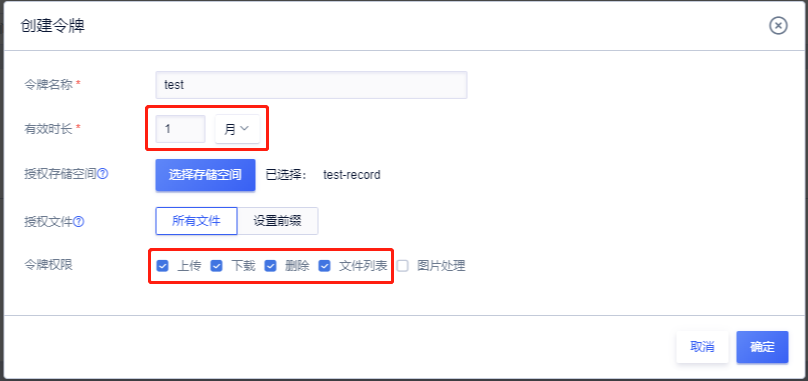 创建令牌
令牌名称 * test
有效时长 * 1 月
授权存储空间 选择存储空间 已选择： test-record
授权文件 所有文件 设置前缀
令牌权限 上传 下载 删除 文件列表 图片处理
取消 确定